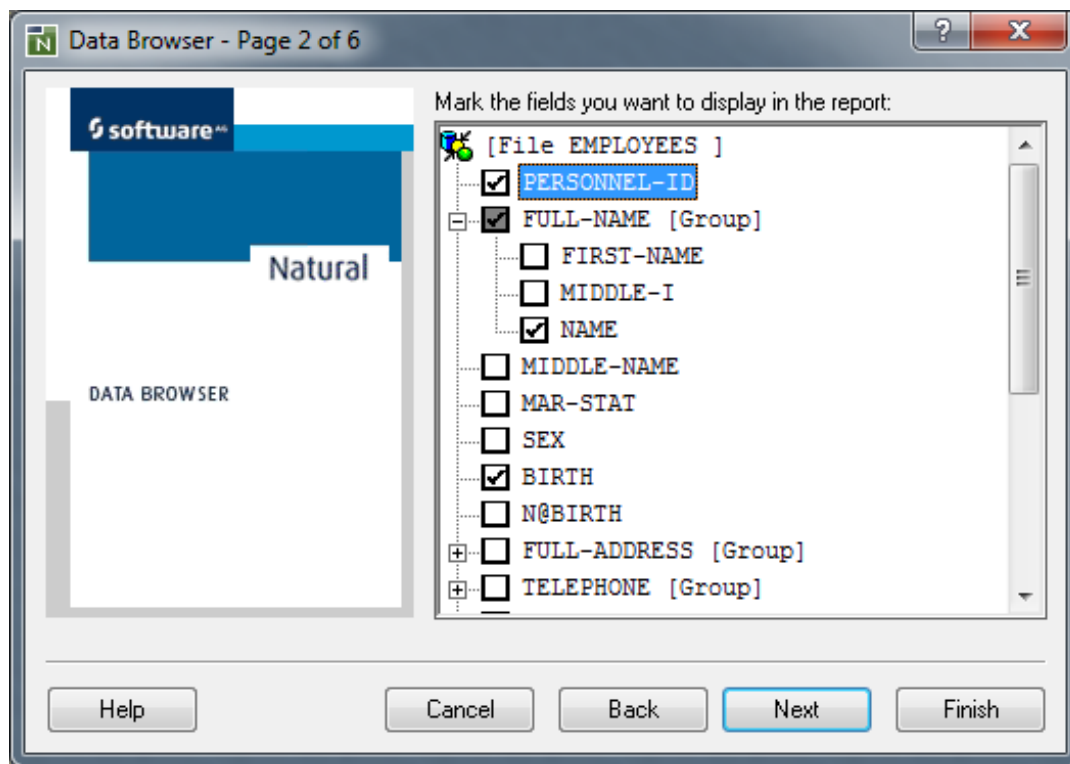 Data Browser - Page 2 of 6
software AG
Natural
DATA BROWSER
Mark the fields you want to display in the report:
[File EMPLOYEES ]
PERSONNEL-ID
FULL-NAME [Group]
FIRST-NAME
MIDDLE-I
NAME
MIDDLE-NAME
MAR-STAT
SEX
BIRTH
N@BIRTH
FULL-ADDRESS [Group]
TELEPHONE [Group]
Help
Cancel
Back
Next
Finish